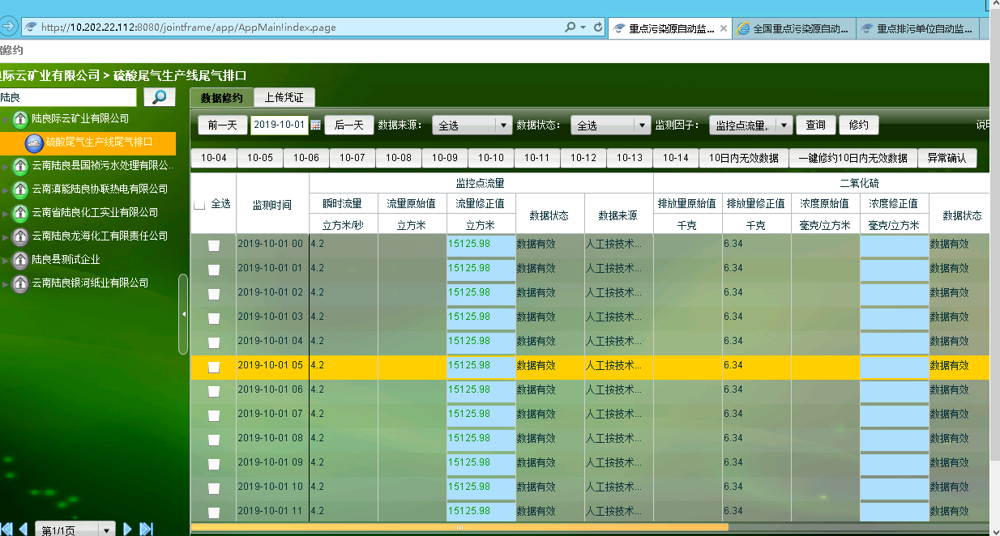 http://10.202.22.112:8080/jointframe/app/AppMain!index.page
重点污染源自动监...
全国重点污染源自动...
重点排污单位自动监...
据修约
良际云矿业有限公司 > 硫酸尾气生产线尾气排口
陆良
陆良际云矿业有限公司
硫酸尾气生产线尾气排口
云南陆良县国祯污水处理有限公..
云南滇能陆良协联热电有限公司
云南省陆良化工实业有限公司
云南陆良龙海化工有限责任公司
陆良县测试企业
云南陆良银河纸业有限公司
第1/1页
数据修约 上传凭证
前一天 2019-10-01 后一天 数据来源: 全选 数据状态: 全选 监测因子: 监控点流量, 查询 修约 说明
10-04 10-05 10-06 10-07 10-08 10-09 10-10 10-11 10-12 10-13 10-14 10日内无效数据 一键修约10日内无效数据 异常确认
监控点流量 二氧化硫
全选 监测时间 瞬时流量 流量原始值 流量修正值 数据状态 数据来源 排放量原始值 排放量修正值 浓度原始值 浓度修正值 数据状态
立方米/秒 立方米 立方米 千克 千克 毫克/立方米 毫克/立方米
2019-10-01 00 4.2 15125.98 数据有效 人工按技术... 6.34 数据有效
2019-10-01 01 4.2 15125.98 数据有效 人工按技术... 6.34 数据有效
2019-10-01 02 4.2 15125.98 数据有效 人工按技术... 6.34 数据有效
2019-10-01 03 4.2 15125.98 数据有效 人工按技术... 6.34 数据有效
2019-10-01 04 4.2 15125.98 数据有效 人工按技术... 6.34 数据有效
2019-10-01 05 4.2 15125.98 数据有效 人工按技术... 6.34 数据有效
2019-10-01 06 4.2 15125.98 数据有效 人工按技术... 6.34 数据有效
2019-10-01 07 4.2 15125.98 数据有效 人工按技术... 6.34 数据有效
2019-10-01 08 4.2 15125.98 数据有效 人工按技术... 6.34 数据有效
2019-10-01 09 4.2 15125.98 数据有效 人工按技术... 6.34 数据有效
2019-10-01 10 4.2 15125.98 数据有效 人工按技术... 6.34 数据有效
2019-10-01 11 4.2 15125.98 数据有效 人工按技术... 6.34 数据有效